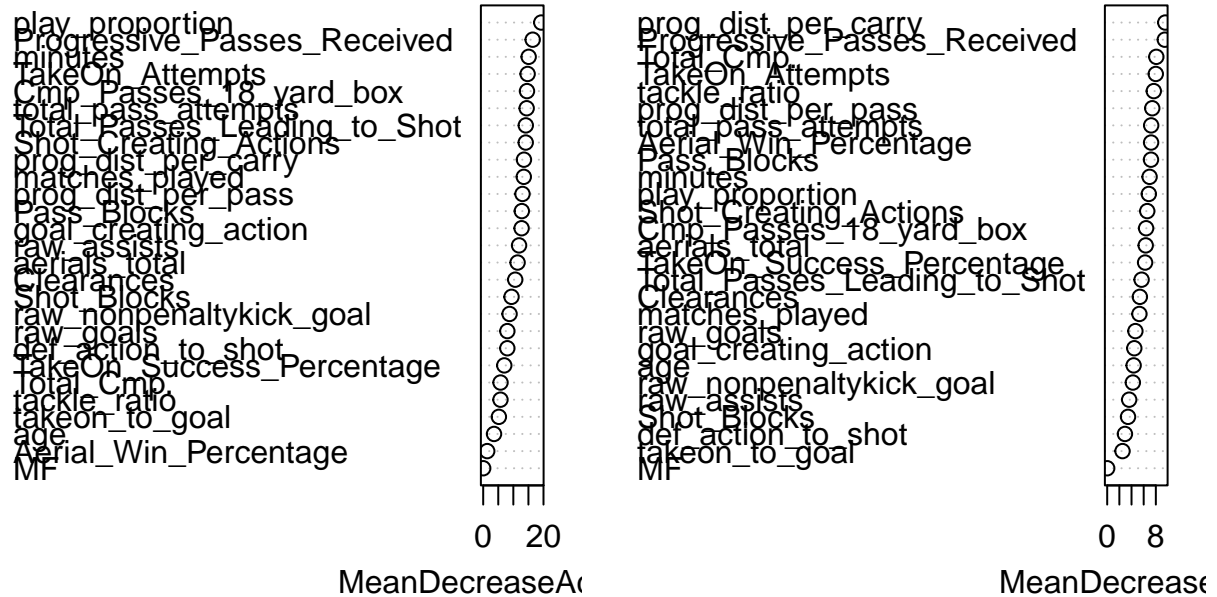 play_proportion
Progressive_Passes_Received
minutes
TakeOn_Attempts
Cmp_Passes_18_yard_box
total_pass_attempts
Total_Passes_Leading_to_Shot
Shot_Creating_Actions
prog_dist_per_carry
matches_played
prog_dist_per_pass
Pass_Blocks
goal_creating_action
raw_assists
aerials_total
Clearances
Shot_Blocks
raw_nonpenaltykick_goal
raw_goals
def_action_to_shot
TakeOn_Success_Percentage
Total_Cmp.
tackle_ratio
takeon_to_goal
age
Aerial_Win_Percentage
MF
0 20
MeanDecreaseAc
prog_dist_per_carry
Progressive_Passes_Received
Total_Cmp.
TakeOn_Attempts
tackle_ratio
prog_dist_per_pass
total_pass_attempts
Aerial_Win_Percentage
Pass_Blocks
minutes
play_proportion
Shot_Creating_Actions
Cmp_Passes_18_yard_box
aerials_total
TakeOn_Success_Percentage
Total_Passes_Leading_to_Shot
Clearances
matches_played
raw_goals
goal_creating_action
age
raw_nonpenaltykick_goal
raw_assists
Shot_Blocks
def_action_to_shot
takeon_to_goal
MF
0 8
MeanDecrease